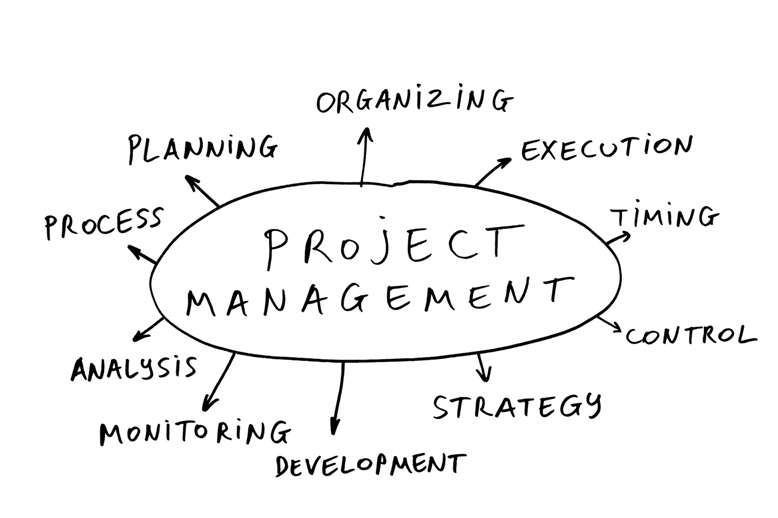 ORGANIZING
PLANNING
EXECUTION
PROCESS
TIMING
PROJECT
MANAGEMENT
CONTROL
ANALYSIS
STRATEGY
MONITORING
DEVELOPMENT